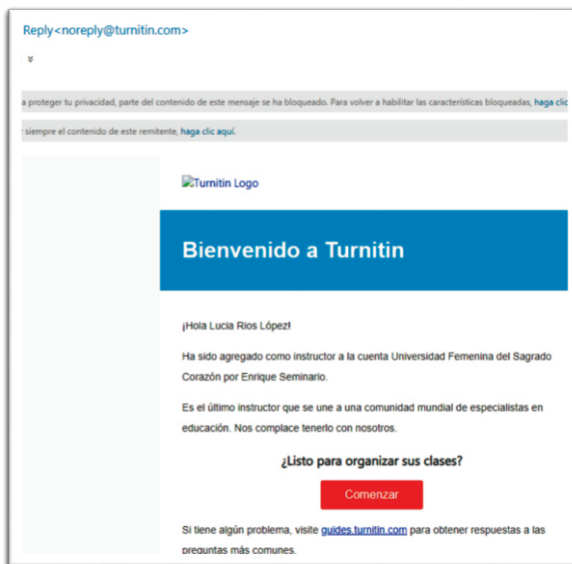 Reply<noreply@turnitin.com>
a proteger tu privacidad, parte del contenido de este mensaje se ha bloqueado. Para volver a habilitar las características bloqueadas, haga clic
siempre el contenido de este remitente, haga clic aquí.
Turnitin Logo
Bienvenido a Turnitin
¡Hola Lucia Rios López!
Ha sido agregado como instructor a la cuenta Universidad Femenina del Sagrado
Corazón por Enrique Seminario.
Es el último instructor que se une a una comunidad mundial de especialistas en
educación. Nos complace tenerlo con nosotros.
¿Listo para organizar sus clases?
Comenzar
Si tiene algún problema, visite guides.turnitin.com para obtener respuestas a las
preguntas más comunes.